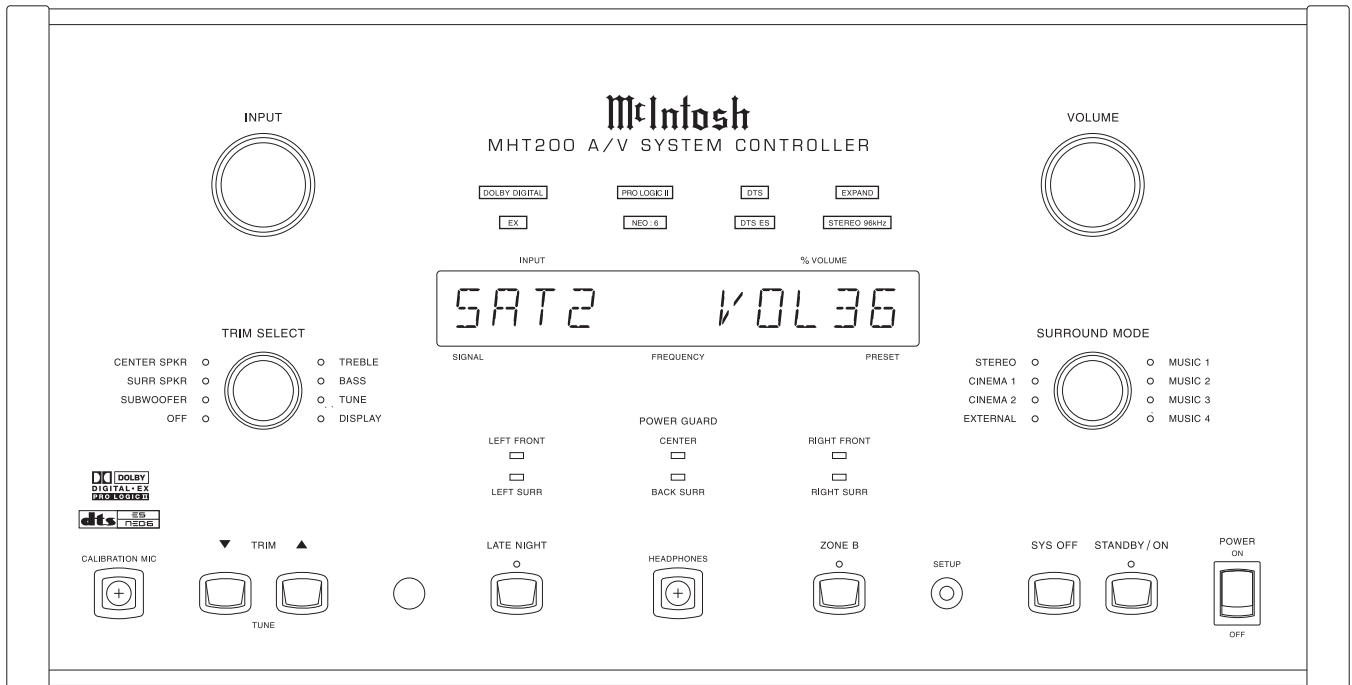 McIntosh
MHT200 A/V SYSTEM CONTROLLER
INPUT
VOLUME
DOLBY DIGITAL PRO LOGIC II DTS EXPAND
EX NEO : 6 DTS ES STEREO 96kHz
INPUT % VOLUME
SAT2 VOL36
SIGNAL FREQUENCY PRESET
TRIM SELECT
CENTER SPKR TREBLE
SURR SPKR BASS
SUBWOOFER TUNE
OFF DISPLAY
SURROUND MODE
STEREO MUSIC 1
CINEMA 1 MUSIC 2
CINEMA 2 MUSIC 3
EXTERNAL MUSIC 4
POWER GUARD
LEFT FRONT CENTER RIGHT FRONT
LEFT SURR BACK SURR RIGHT SURR
DOLBY
DIGITAL•EX
PRO LOGIC II
dts ES
NEO:6
CALIBRATION MIC
▼ TRIM ▲
TUNE
LATE NIGHT
HEADPHONES
ZONE B
SETUP
SYS OFF
STANDBY / ON
POWER
ON
OFF